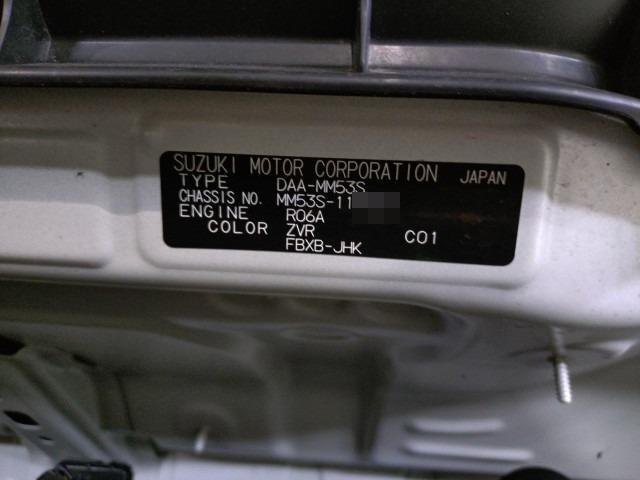 SUZUKI MOTOR CORPORATION JAPAN
TYPE DAA-MM53S
CHASSIS NO. MM53S-11
ENGINE R06A
COLOR ZVR C01
FBXB-JHK